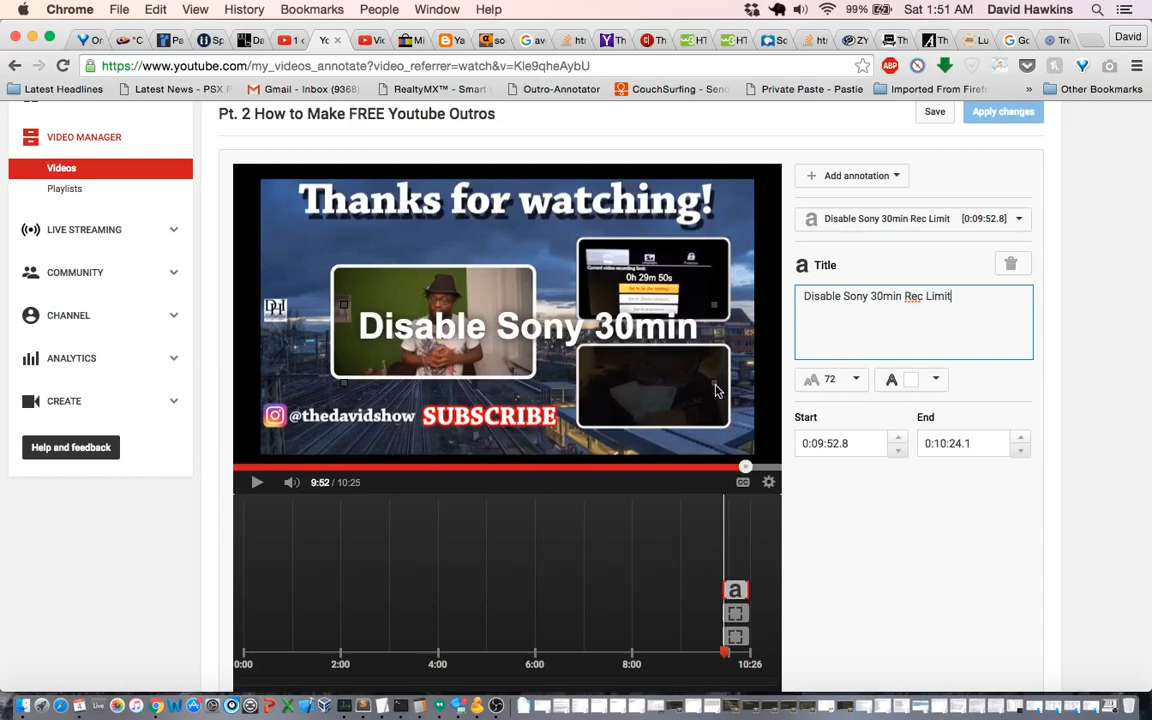 Chrome File Edit View History Bookmarks People Window Help 99% Sat 1:51 AM David Hawkins
David
https://www.youtube.com/my_videos_annotate?video_referrer=watch&v=Kle9qheAybU
Latest Headlines Latest News - PSX Gmail - Inbox (9368) RealtyMX™ - Smart Outro-Annotator CouchSurfing - Send Private Paste - Pastie Imported From Firefo » Other Bookmarks
Pt. 2 How to Make FREE Youtube Outros
Save
Apply changes
VIDEO MANAGER
Videos
Playlists
LIVE STREAMING
COMMUNITY
CHANNEL
ANALYTICS
CREATE
Help and feedback
Thanks for watching!
0h 29m 50s
DH
Disable Sony 30min
@thedavidshow SUBSCRIBE
9:52 / 10:25
CC
a
0:00 2:00 4:00 6:00 8:00 10:26
+ Add annotation
a Disable Sony 30min Rec Limit [0:09:52.8]
a Title
Disable Sony 30min Rec Limit
AA 72 A
Start End
0:09:52.8 0:10:24.1